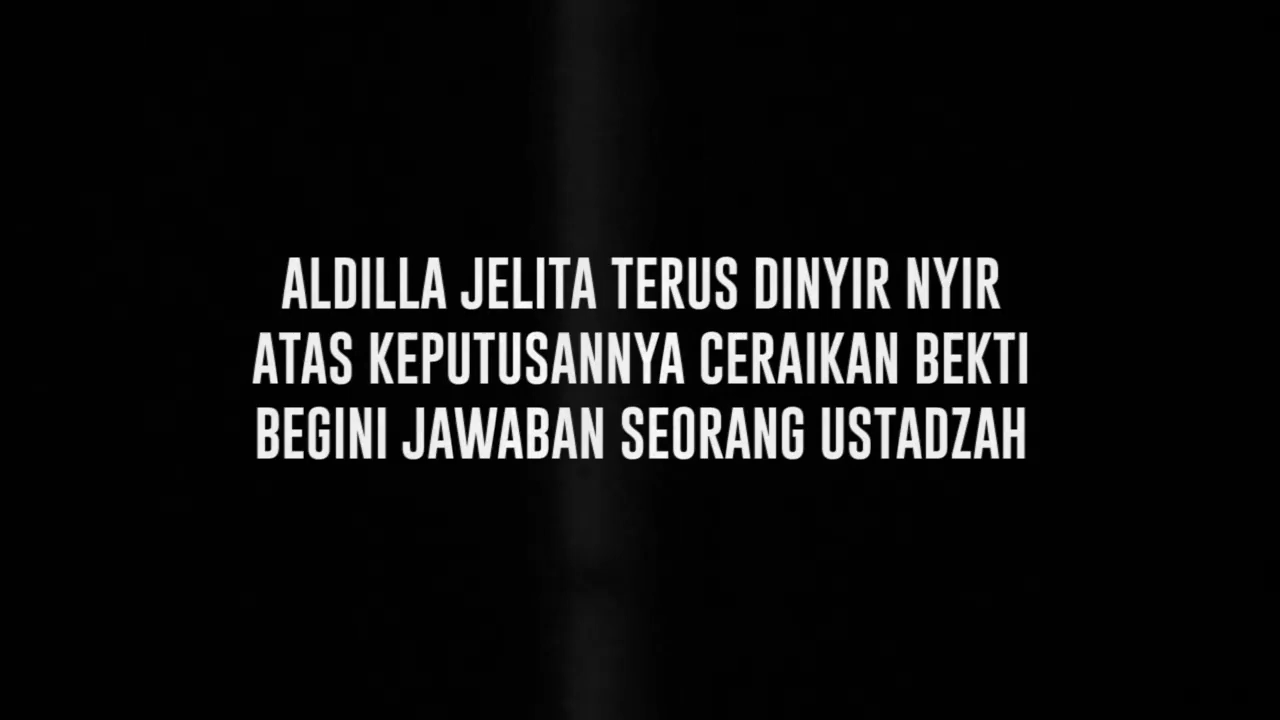 ALDILLA JELITA TERUS DINYIR NYIR
ATAS KEPUTUSANNYA CERAIKAN BEKTI
BEGINI JAWABAN SEORANG USTADZAH